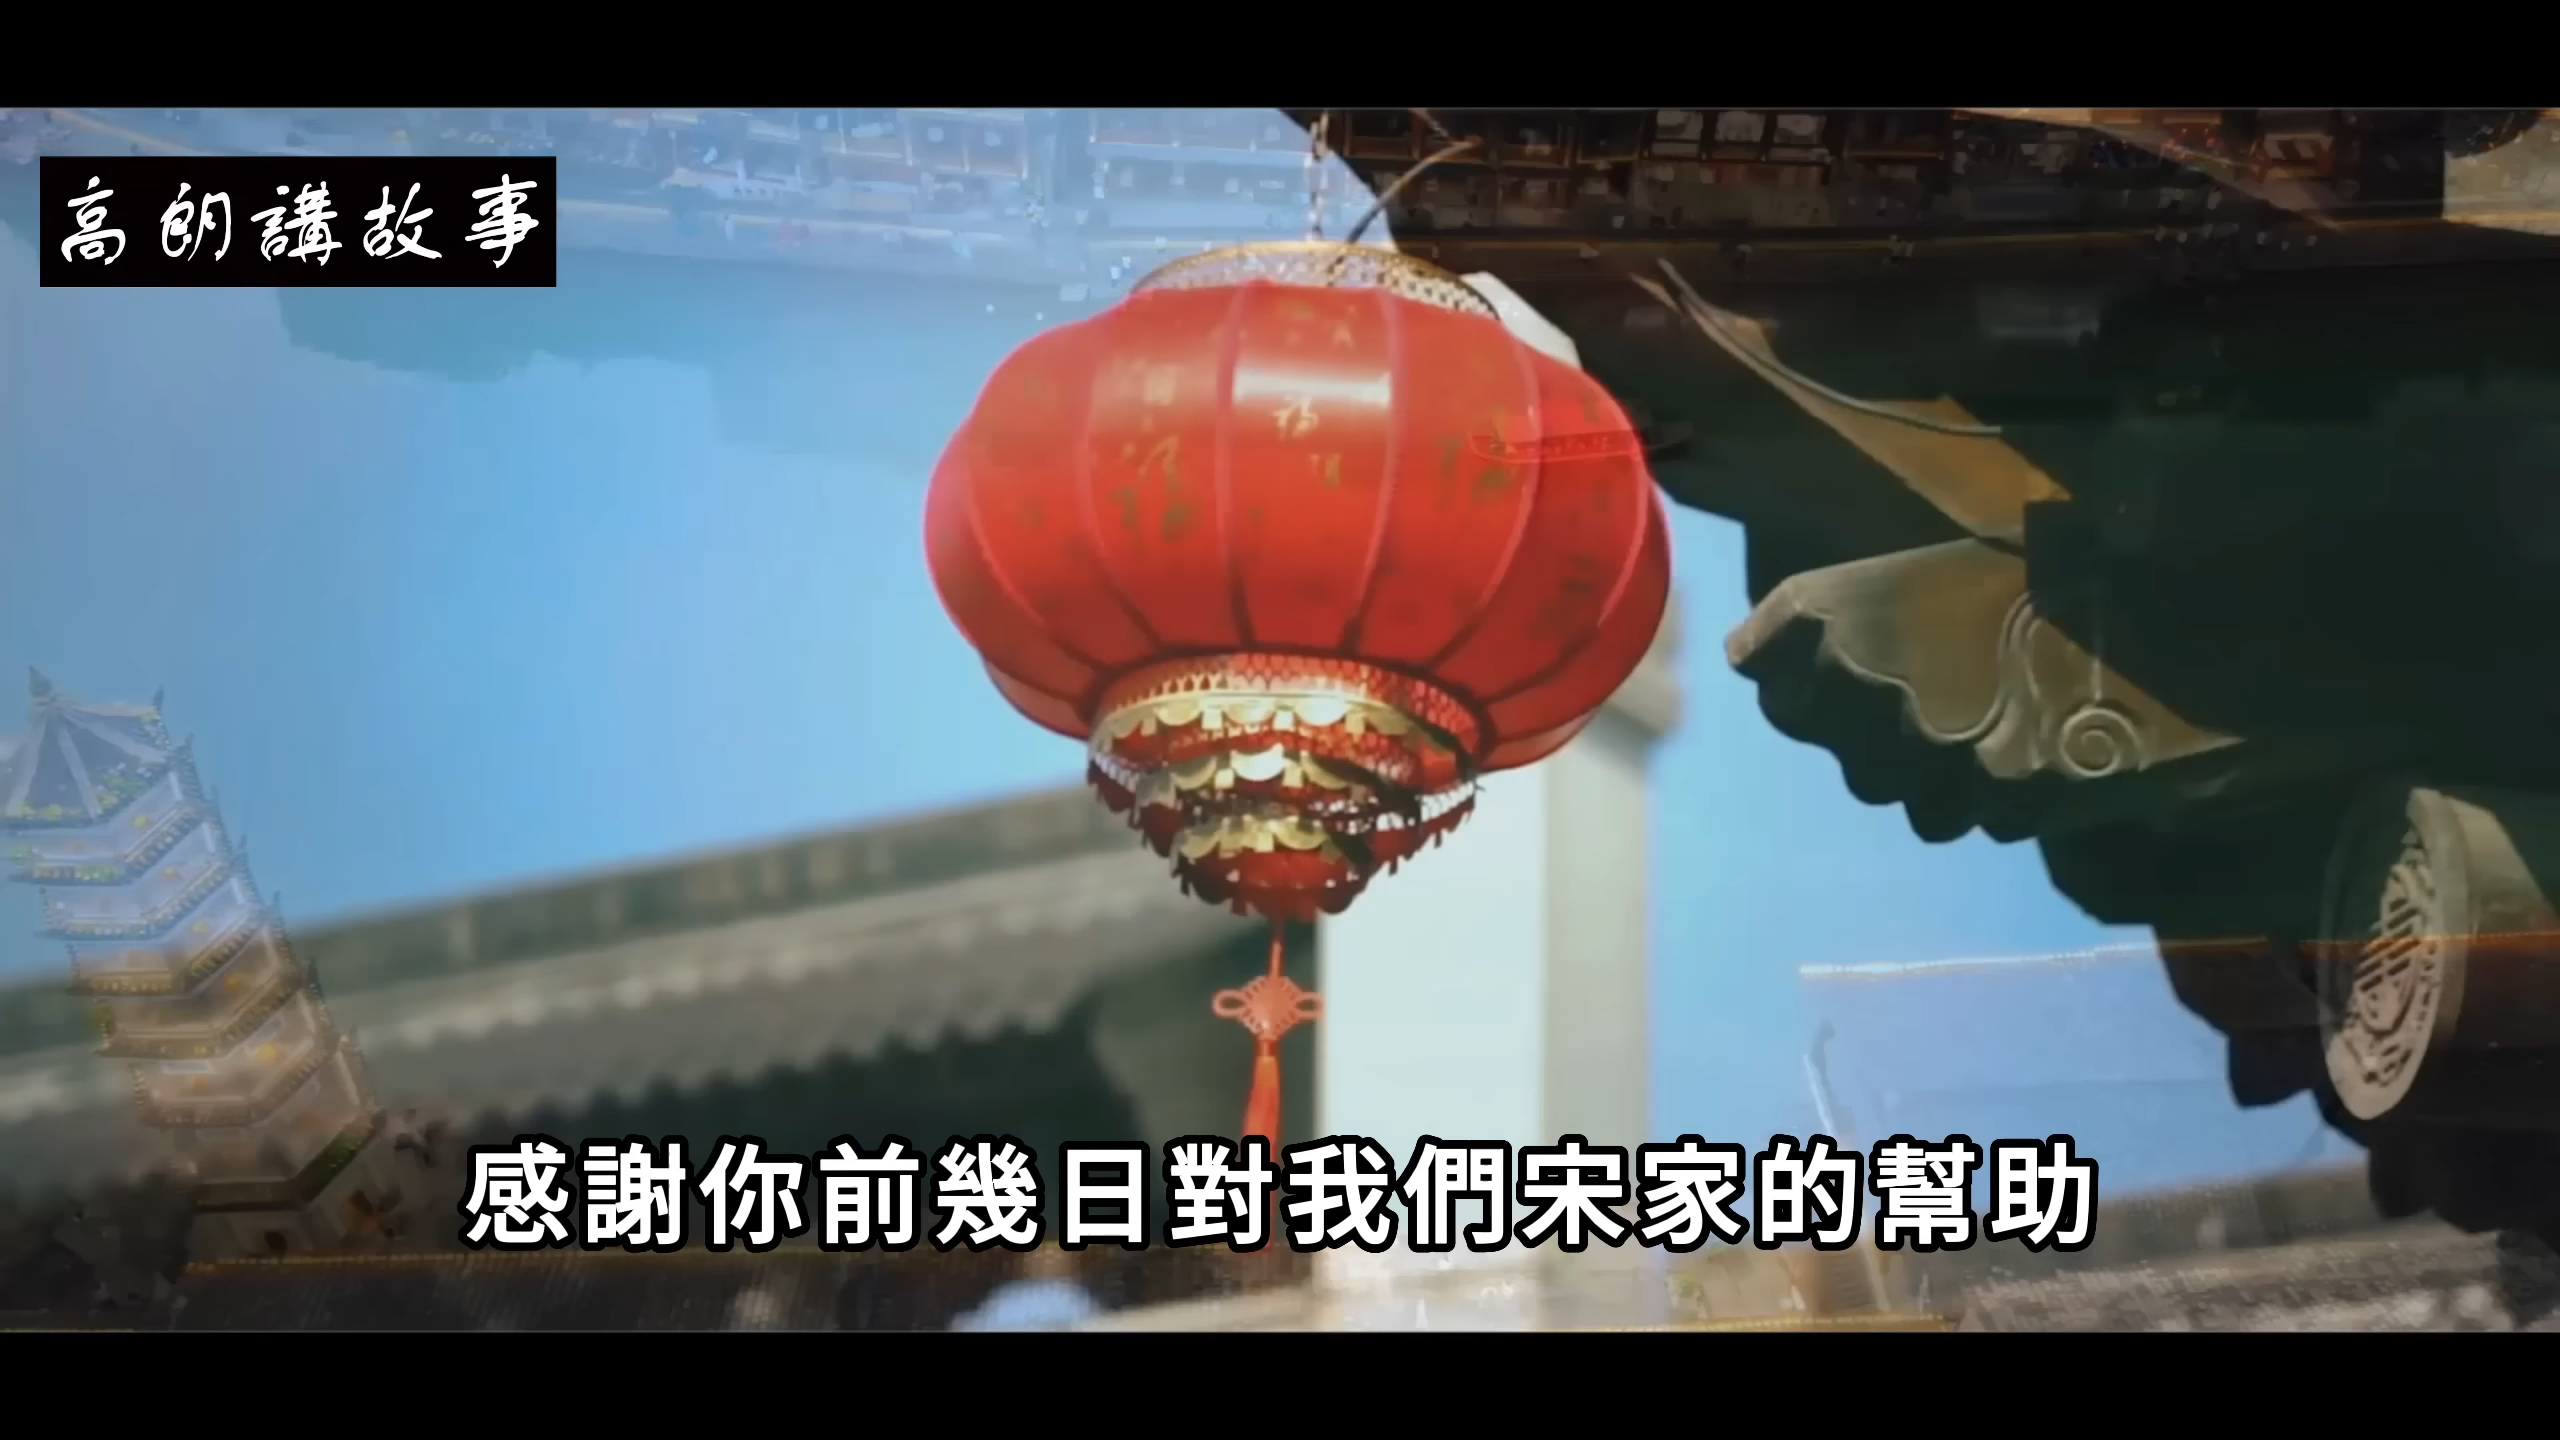 高朗講故事
福
感謝你前幾日對我們宋家的幫助